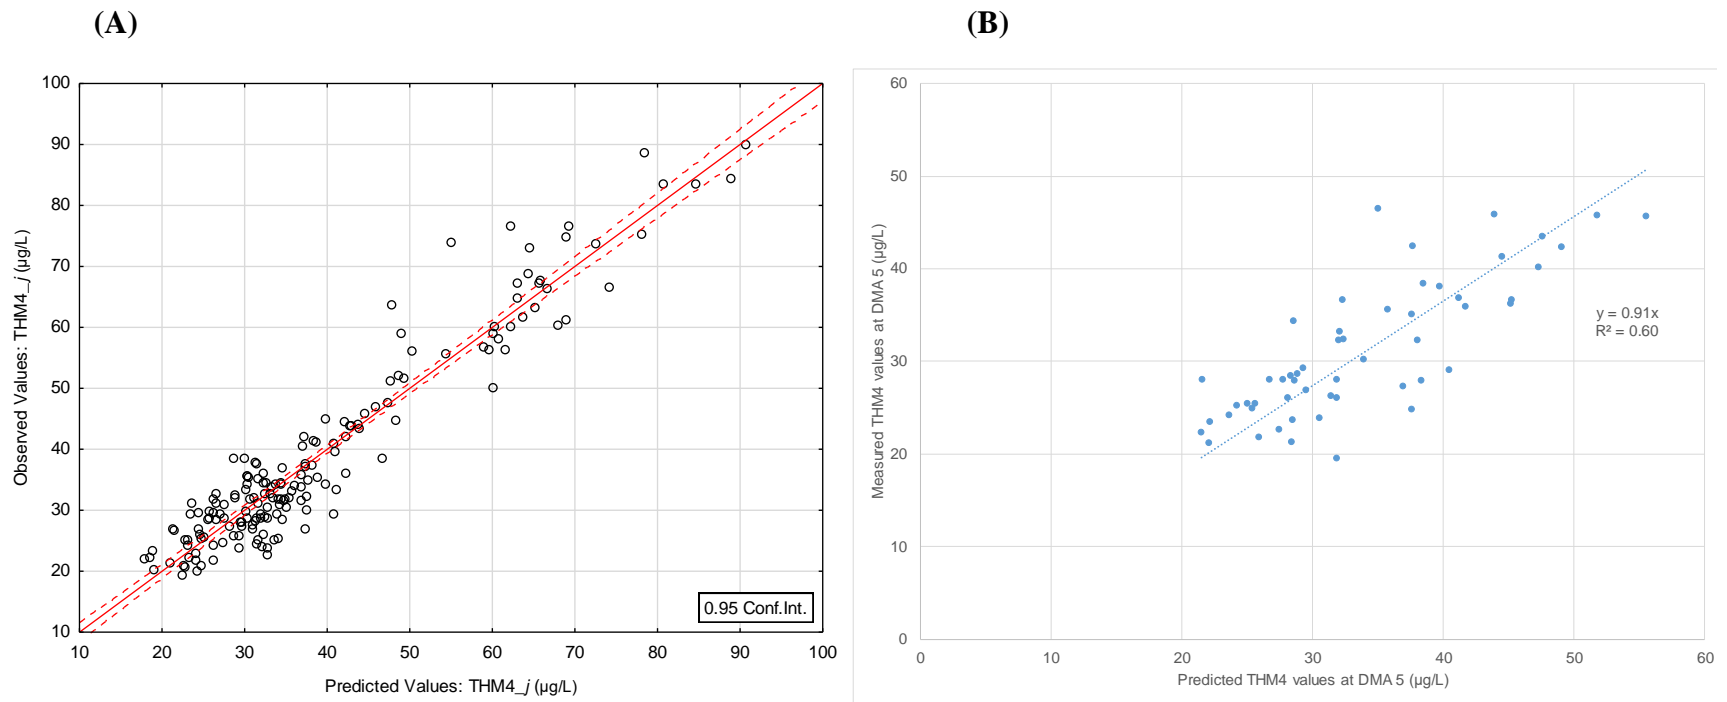 (A)
(B)
100
90
80
70
60
50
40
30
20
10
Observed Values: THM4_j (µg/L)
10 20 30 40 50 60 70 80 90 100
Predicted Values: THM4_j (µg/L)
0.95 Conf.Int.
60
50
40
30
20
10
0
Measured THM4 values at DMA 5 (µg/L)
y = 0.91x
R² = 0.60
0 10 20 30 40 50 60
Predicted THM4 values at DMA 5 (µg/L)